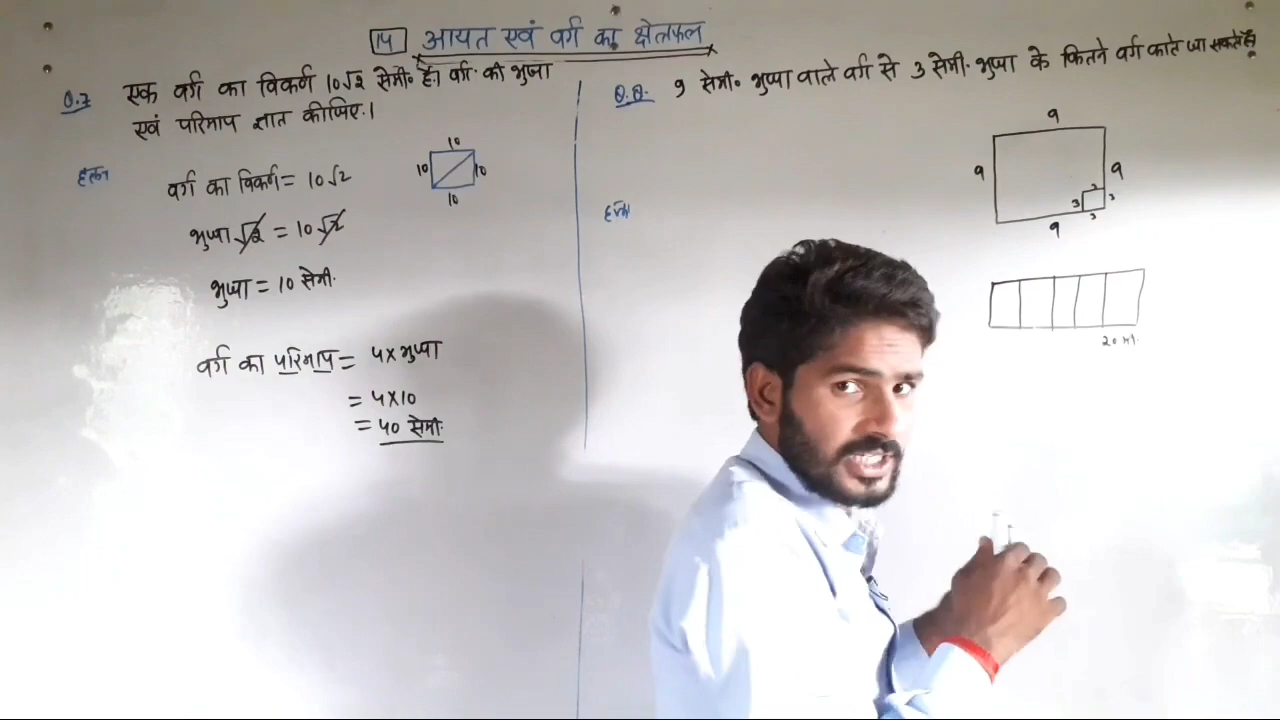 14 आयत एवं वर्ग का क्षेत्रफल
Q.7 एक वर्ग का विकर्ण 10√2 सेमी० है। वर्ग की भुजा
एवं परिमाप ज्ञात कीजिए।
हल
वर्ग का विकर्ण = 10√2
भुजा √2 = 10√2
भुजा = 10 सेमी.
वर्ग का परिमाप = 4×भुजा
= 4×10
= 40 सेमी.
10
10 10
10
Q.8. 9 सेमी० भुजा वाले वर्ग से 3 सेमी. भुजा के कितने वर्ग काटे जा सकते है
हल
9
9 9
3
3 3
3
9